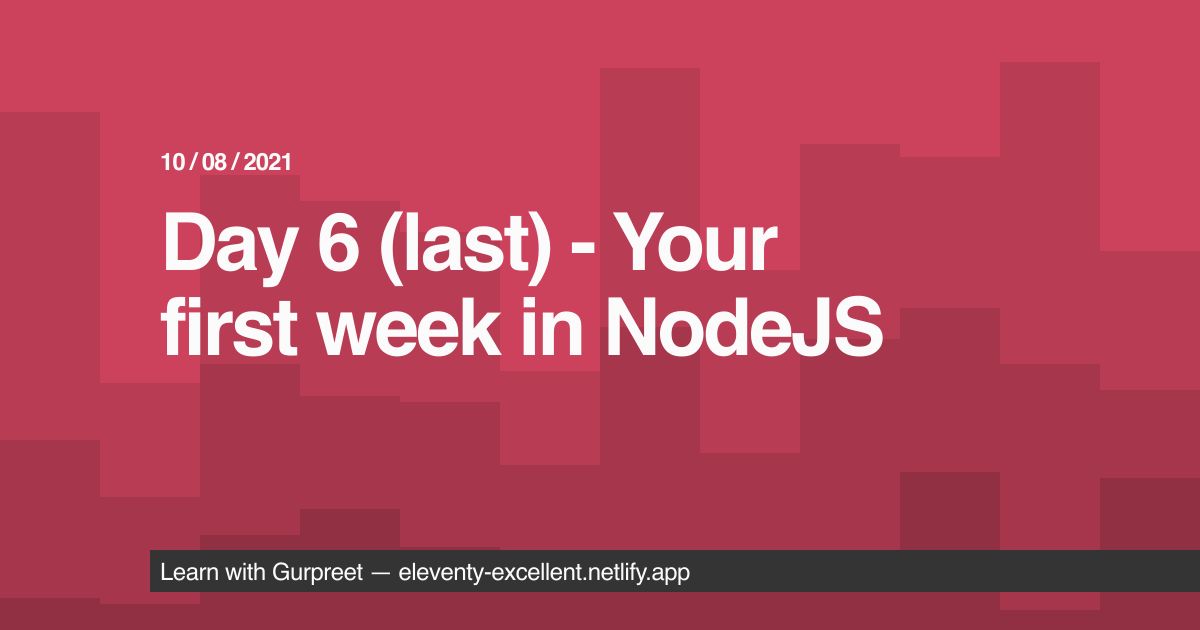 10 / 08 / 2021
Day 6 (last) - Your
first week in NodeJS
Learn with Gurpreet — eleventy-excellent.netlify.app